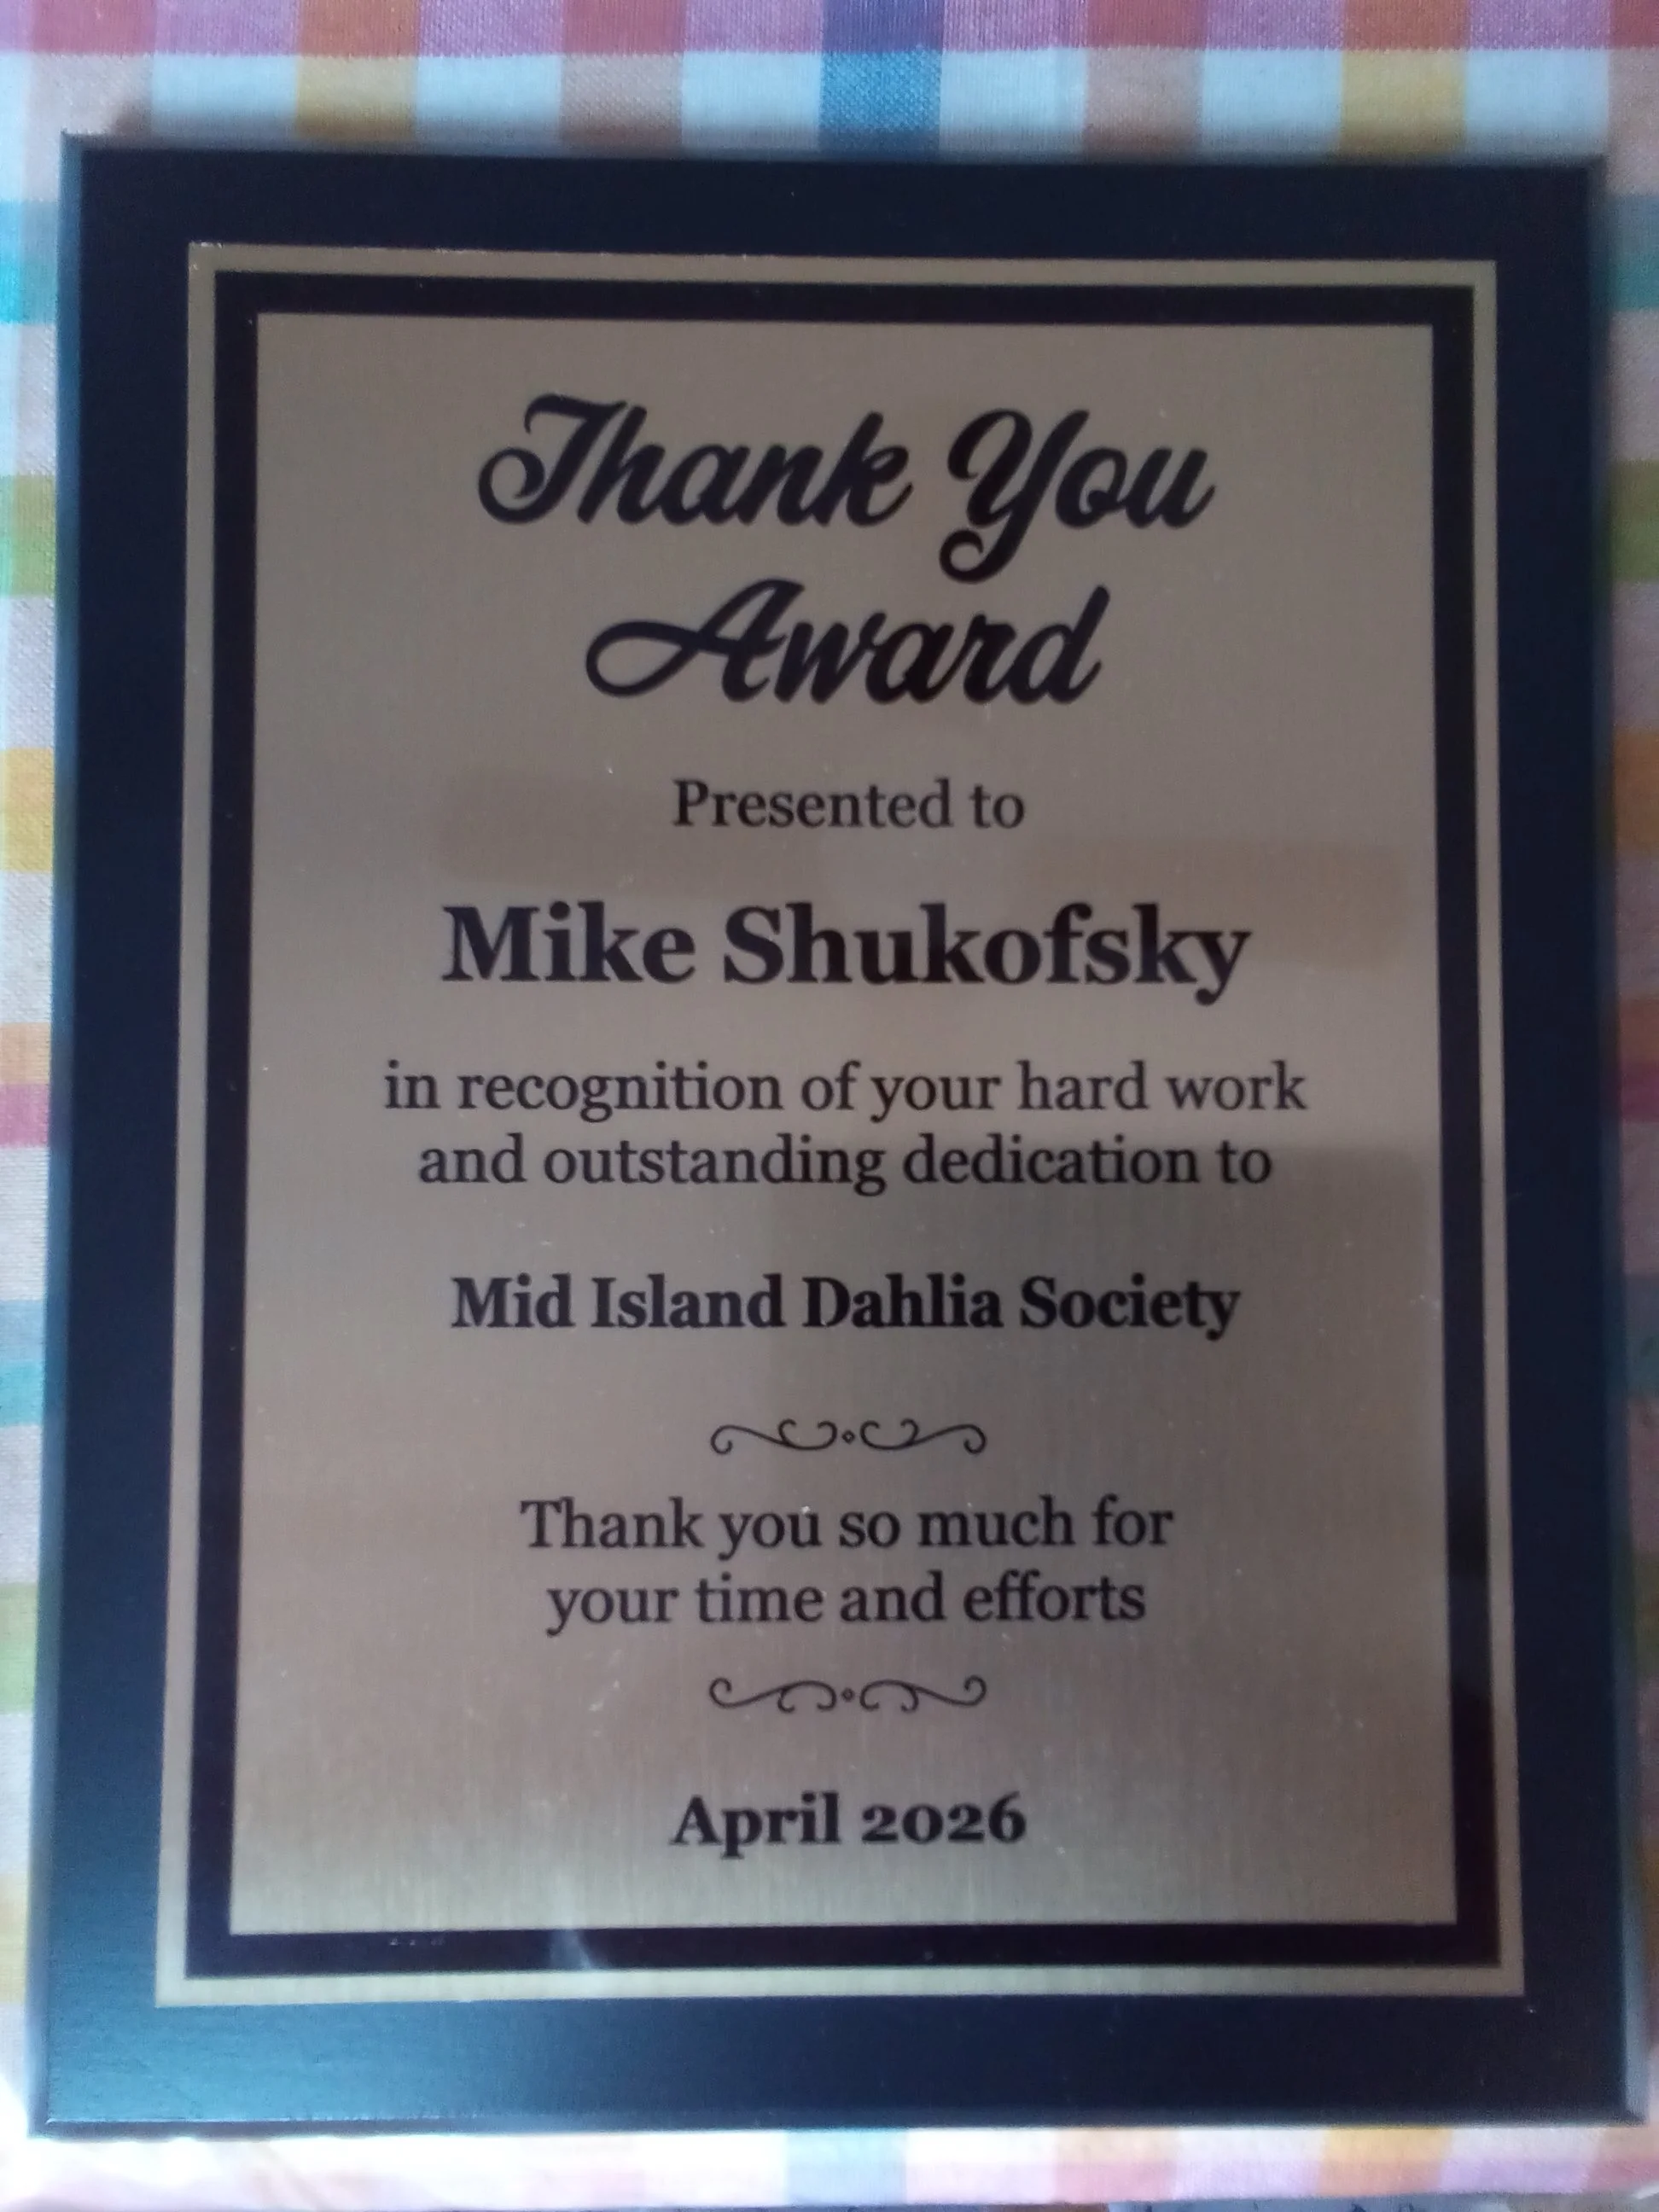 Thank You
Award
Presented to
Mike Shukofsky
in recognition of your hard work
and outstanding dedication to
Mid Island Dahlia Society
Thank you so much for
your time and efforts
April 2026